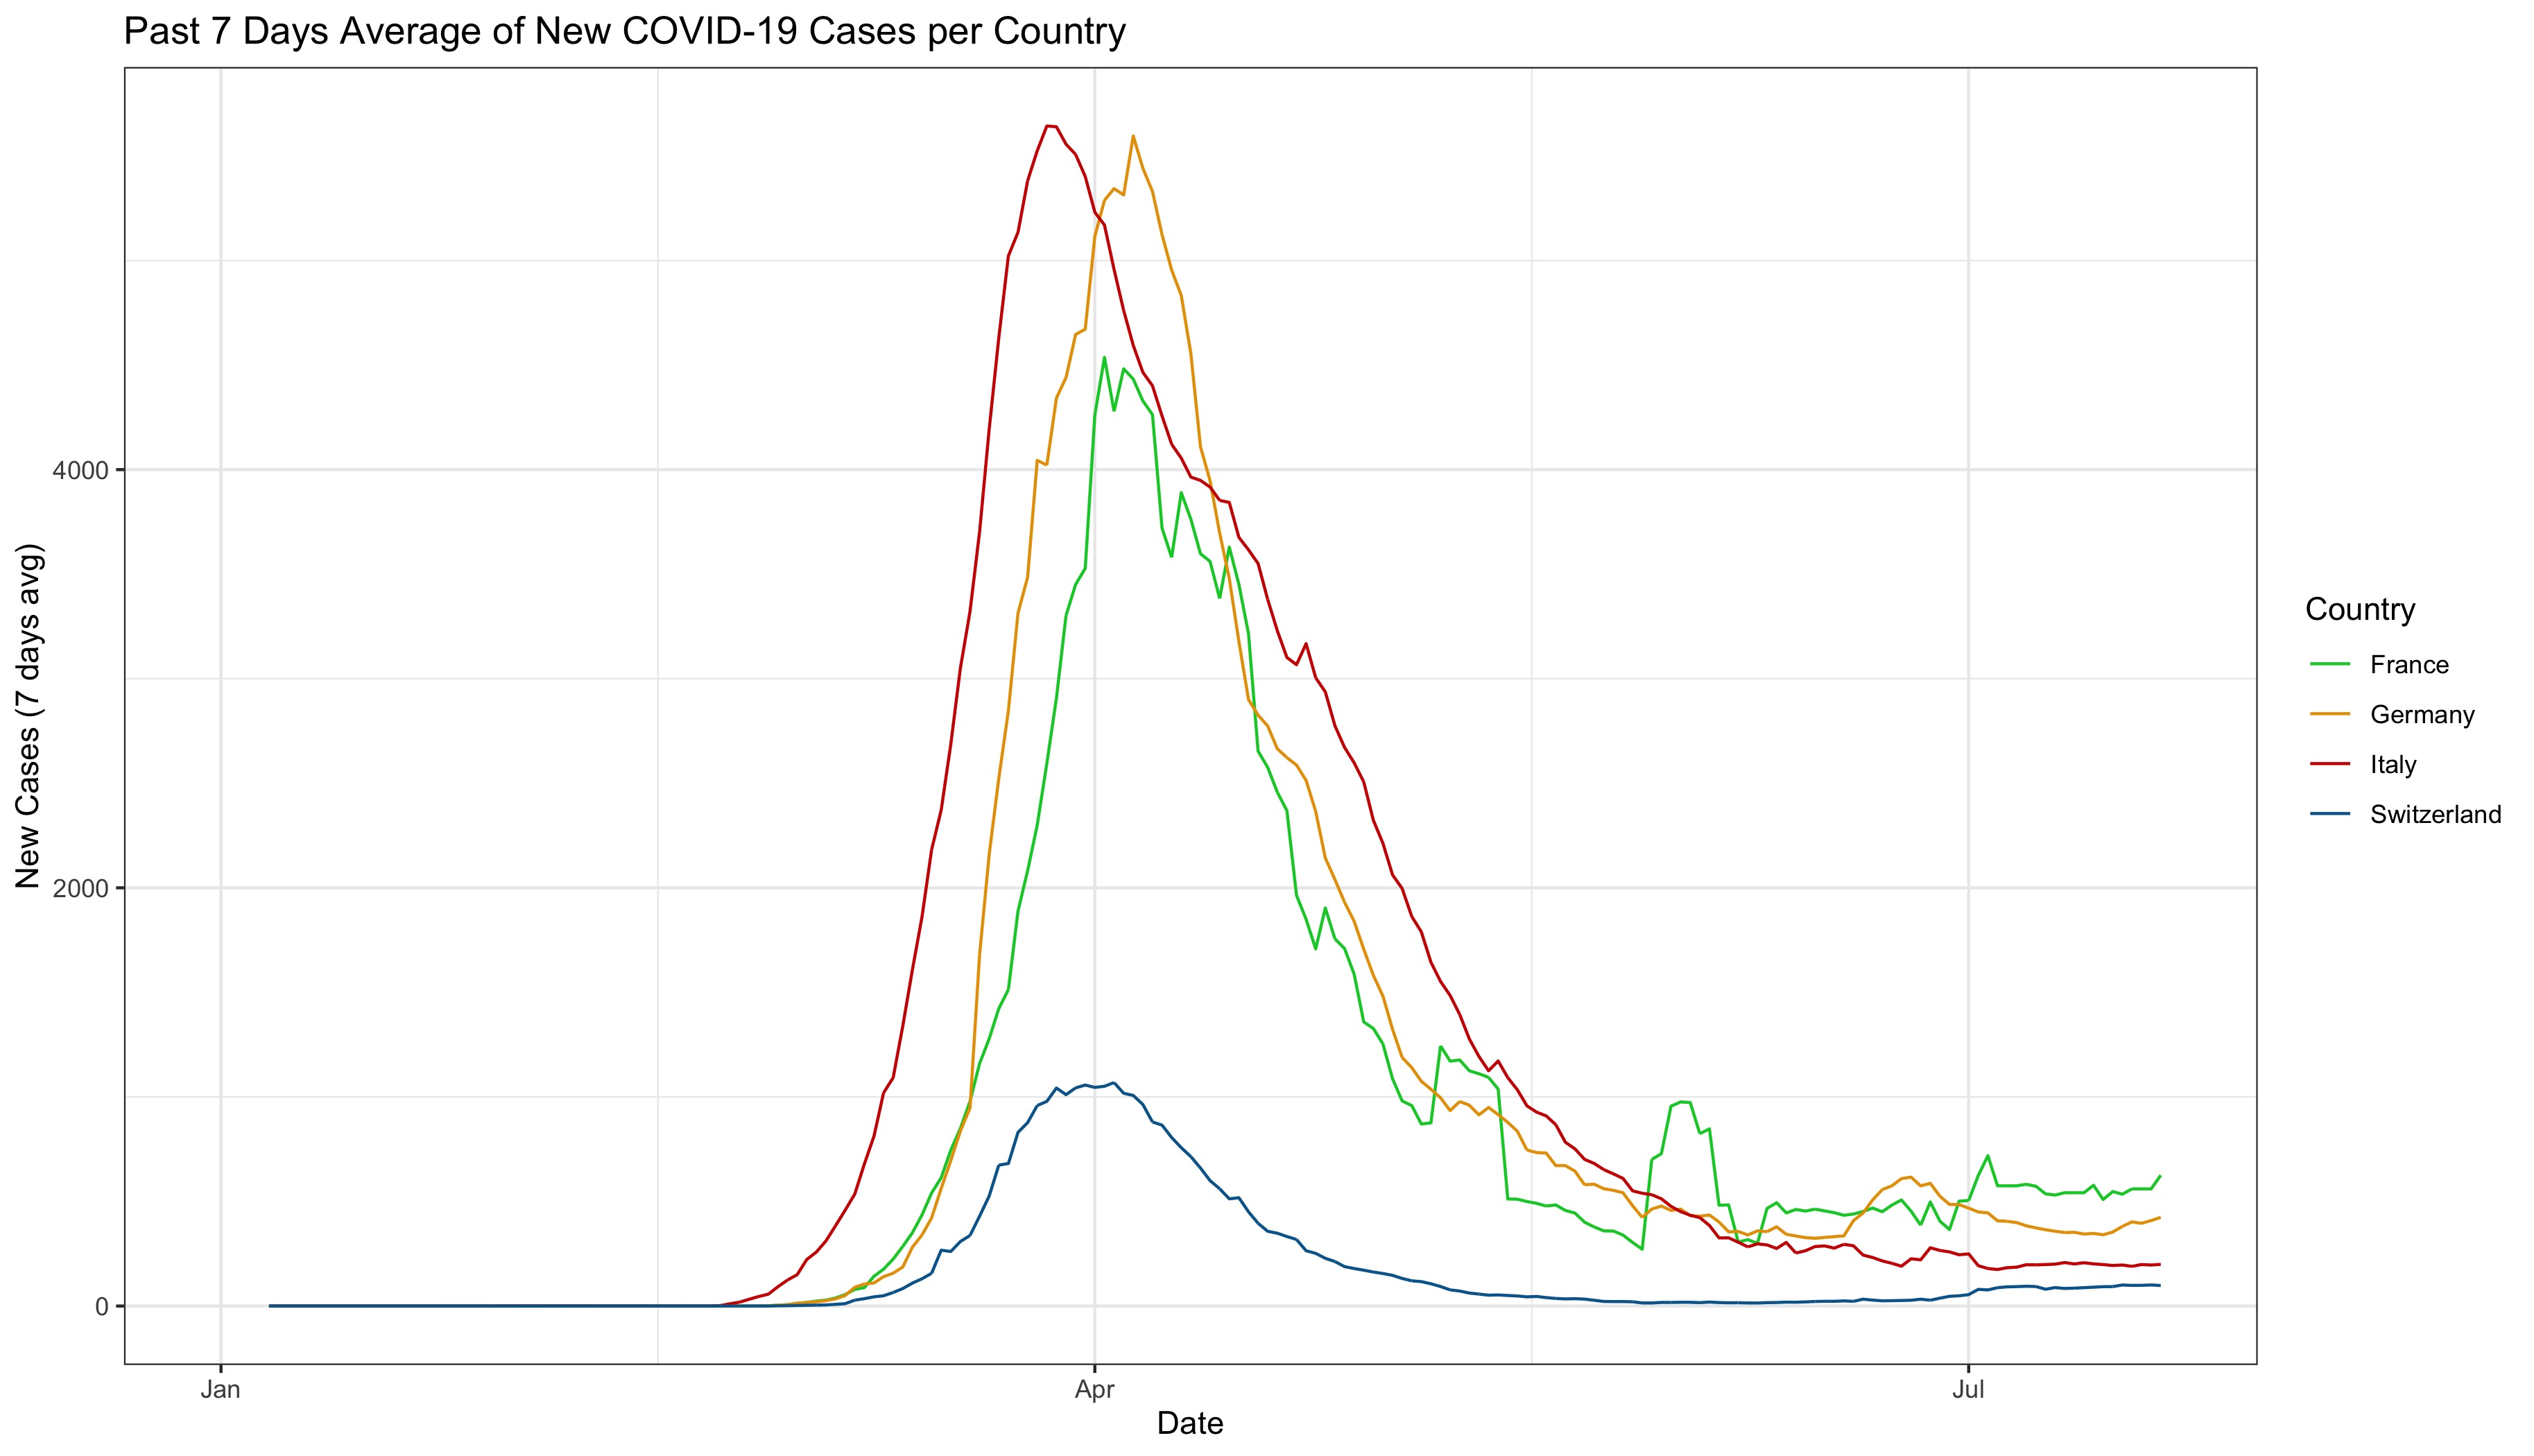 Past 7 Days Average of New COVID-19 Cases per Country
New Cases (7 days avg)
4000
2000
0
Jan
Apr
Jul
Date
Country
France
Germany
Italy
Switzerland